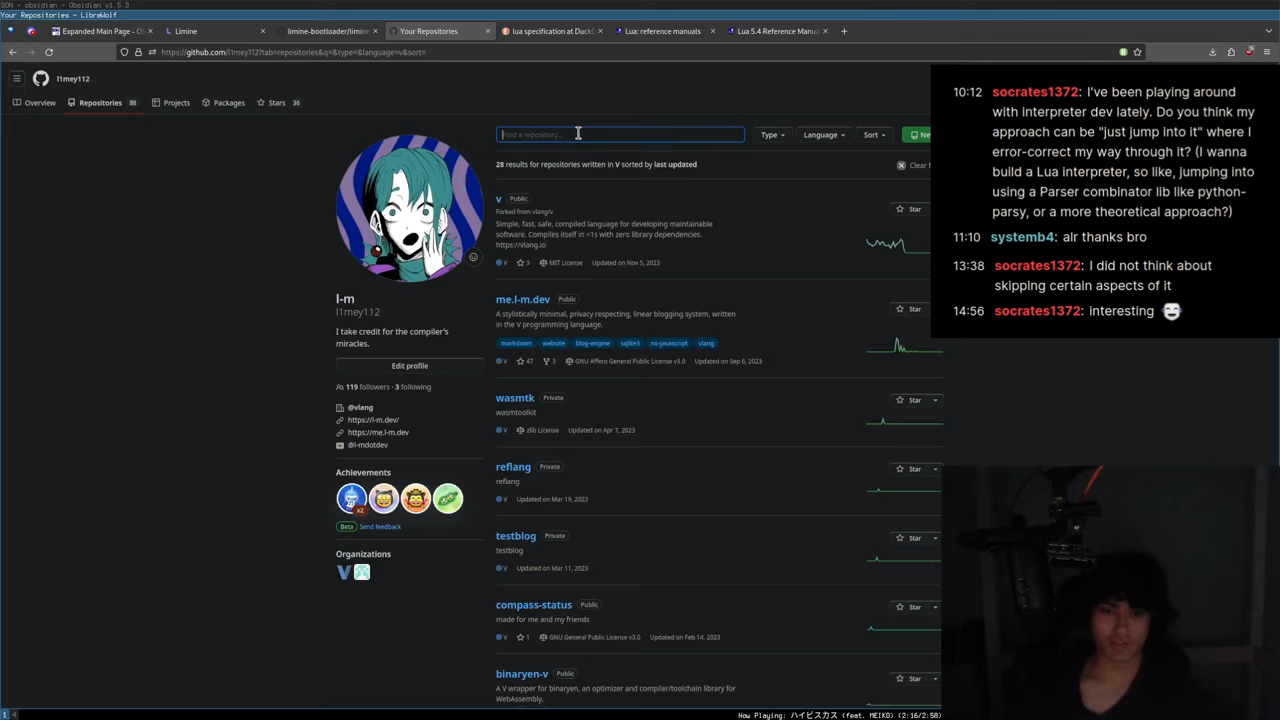 SOH - obsidian - Obsidian v1.5.3
Your Repositories - LibreWolf
Expanded Main Page - OS
Limine
limine-bootloader/limine
Your Repositories
lua specification at DuckD
Lua: reference manuals
Lua 5.4 Reference Manua
https://github.com/l1mey112?tab=repositories&q=&type=&language=v&sort=
l1mey112
Overview
Repositories 88
Projects
Packages
Stars 36
Find a repository...
Type
Language
Sort
New
28 results for repositories written in V sorted by last updated
Clear f
v Public
Star
Forked from vlang/v
Simple, fast, safe, compiled language for developing maintainable
software. Compiles itself in <1s with zero library dependencies.
https://vlang.io
V 3 MIT License Updated on Nov 5, 2023
me.l-m.dev Public
Star
A stylistically minimal, privacy respecting, linear blogging system, written
in the V programming language.
markdown website blog-engine sqlite3 no-javascript vlang
V 47 3 GNU Affero General Public License v3.0 Updated on Sep 6, 2023
wasmtk Private
Star
wasmtoolkit
V zlib License Updated on Apr 7, 2023
reflang Private
Star
reflang
V Updated on Mar 19, 2023
testblog Private
Star
testblog
V Updated on Mar 11, 2023
compass-status Public
Star
made for me and my friends
V 1 GNU General Public License v3.0 Updated on Feb 14, 2023
binaryen-v Public
Star
A V wrapper for binaryen, an optimizer and compiler/toolchain library for
WebAssembly.
l-m
l1mey112
I take credit for the compiler's
miracles.
Edit profile
119 followers · 3 following
@vlang
https://l-m.dev/
https://me.l-m.dev
@l-mdotdev
Achievements
x2
Beta Send feedback
Organizations
10:12 socrates1372: I've been playing around
with interpreter dev lately. Do you think my
approach can be "just jump into it" where I
error-correct my way through it? (I wanna
build a Lua interpreter, so like, jumping into
using a Parser combinator lib like python-
parsy, or a more theoretical approach?)
11:10 systemb4: alr thanks bro
13:38 socrates1372: I did not think about
skipping certain aspects of it
14:56 socrates1372: interesting
1 4
Now Playing: ハイビスカス (feat. MEIKO) (2:16/2:58)